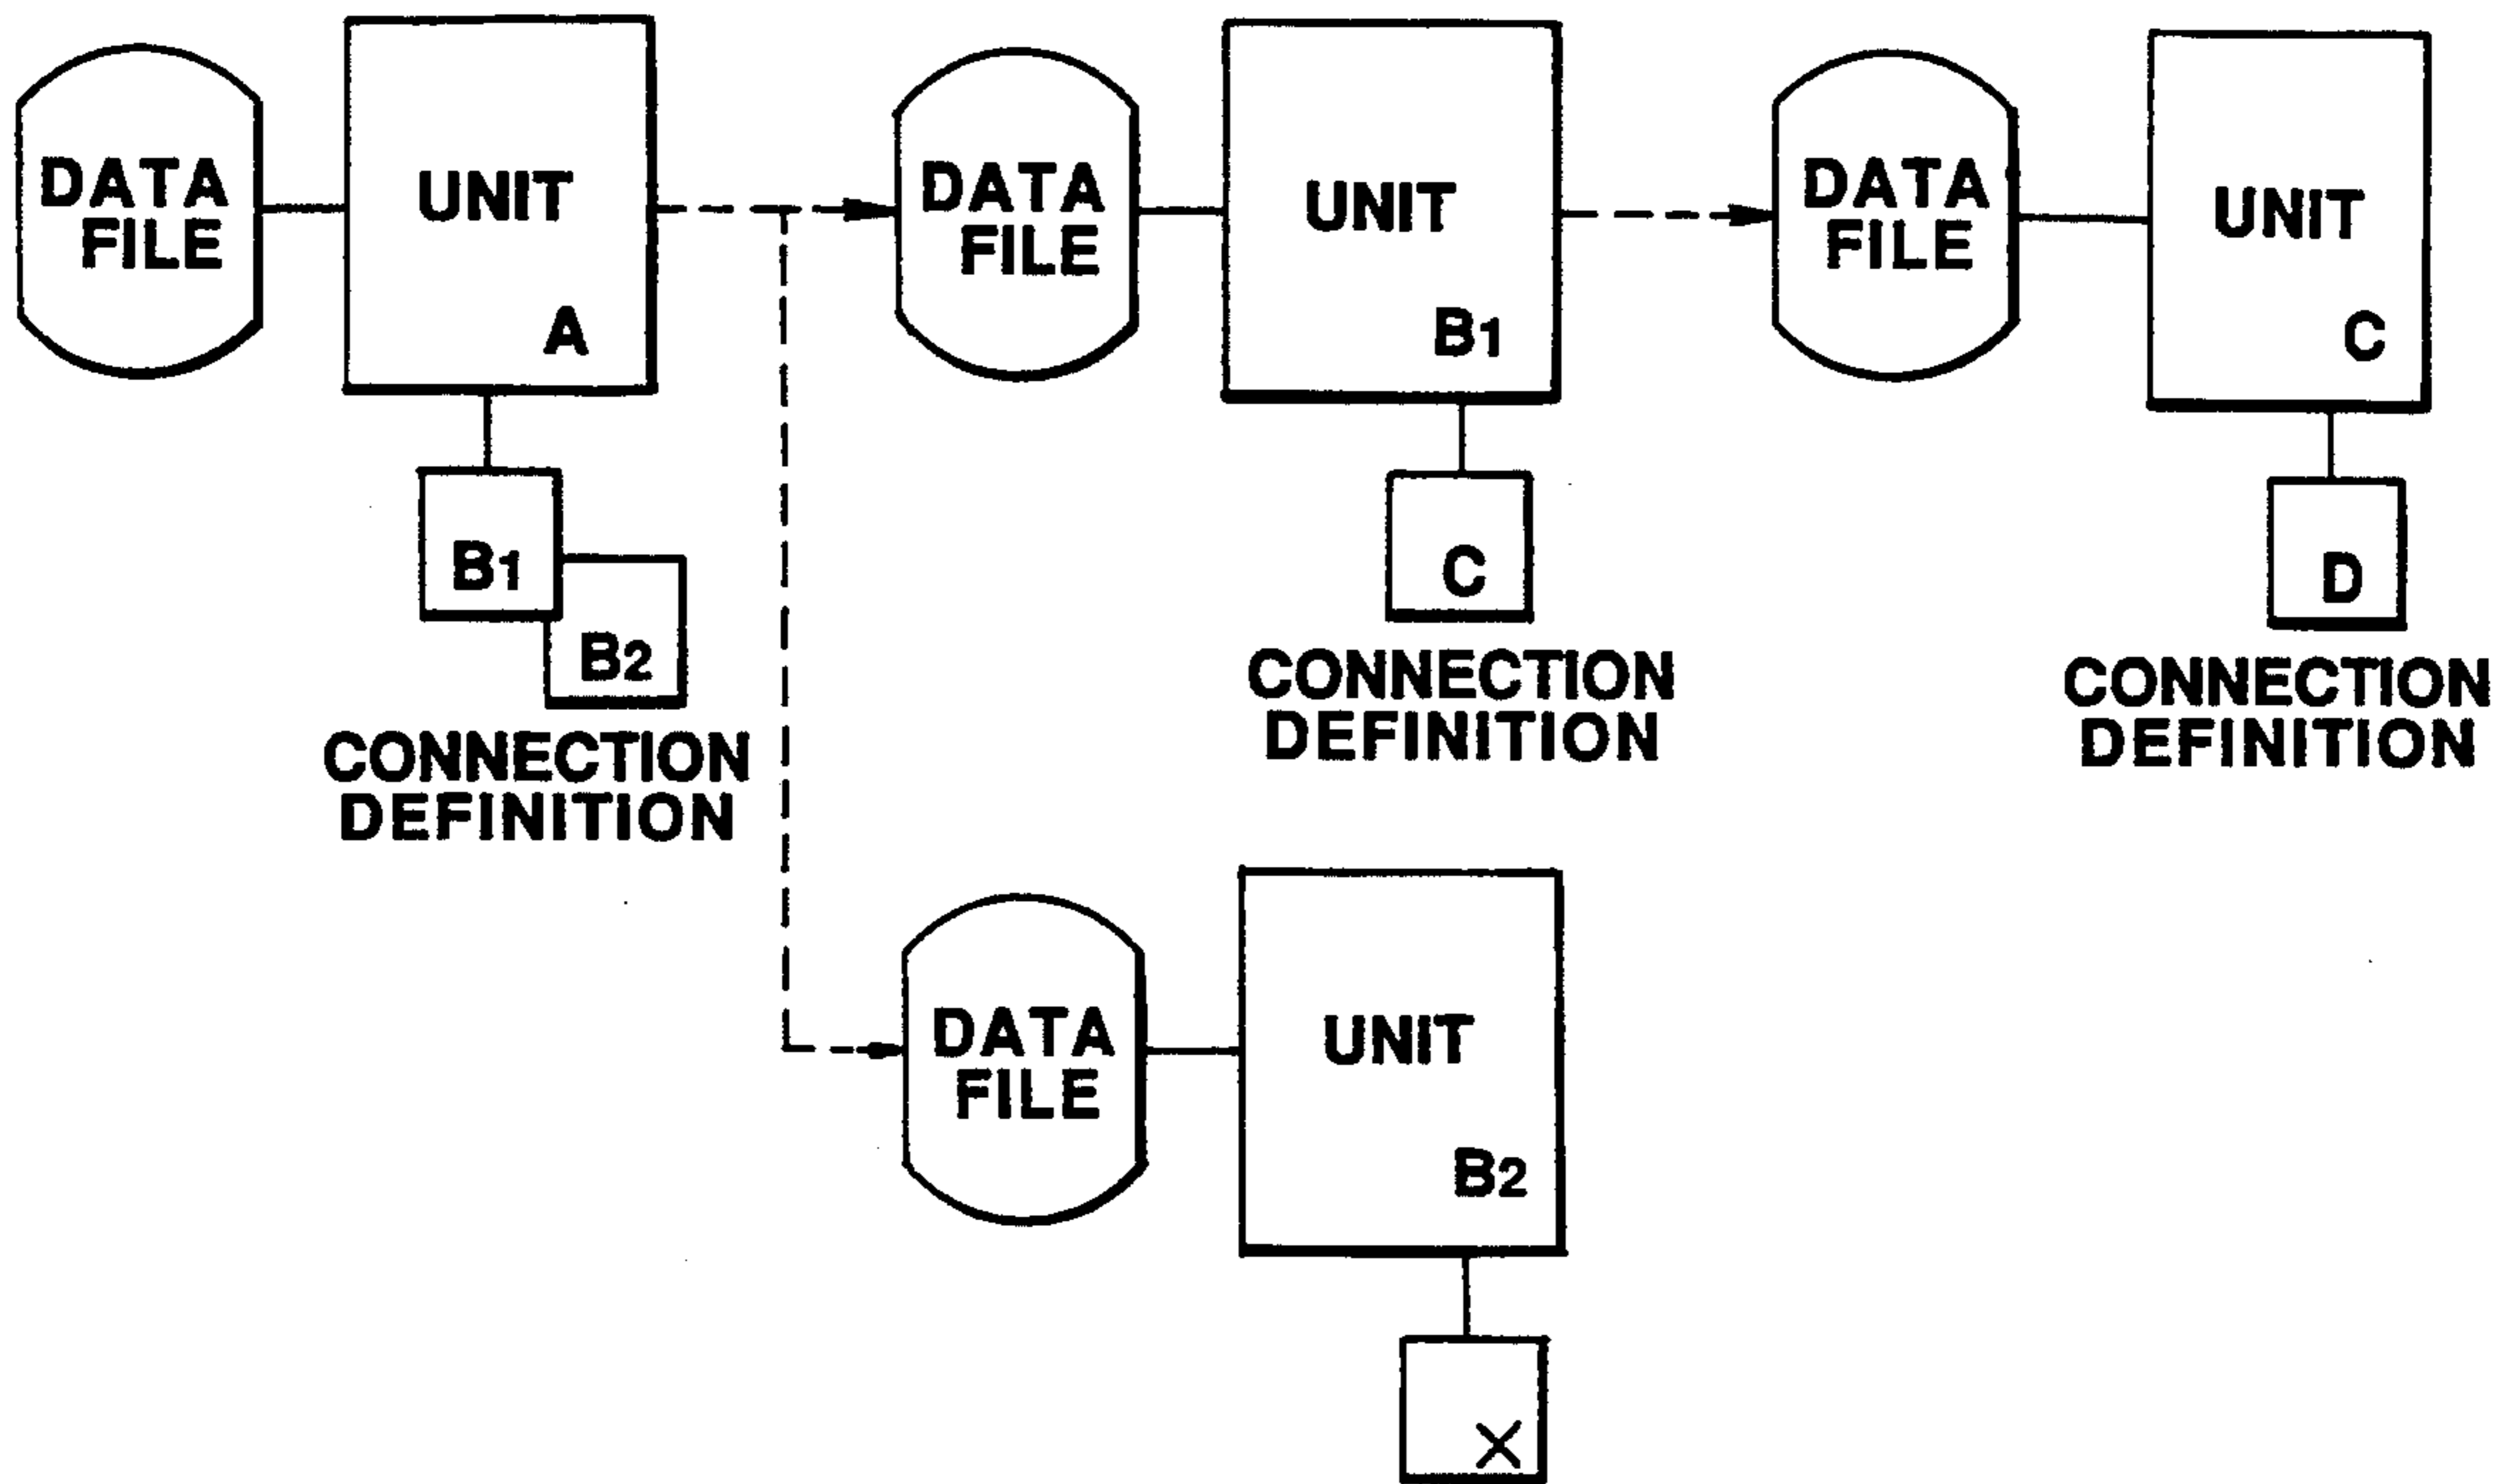 DATA
FILE
UNIT
A
B1
B2
CONNECTION
DEFINITION
DATA
FILE
UNIT
B1
C
CONNECTION
DEFINITION
DATA
FILE
UNIT
C
D
CONNECTION
DEFINITION
DATA
FILE
UNIT
B2
X